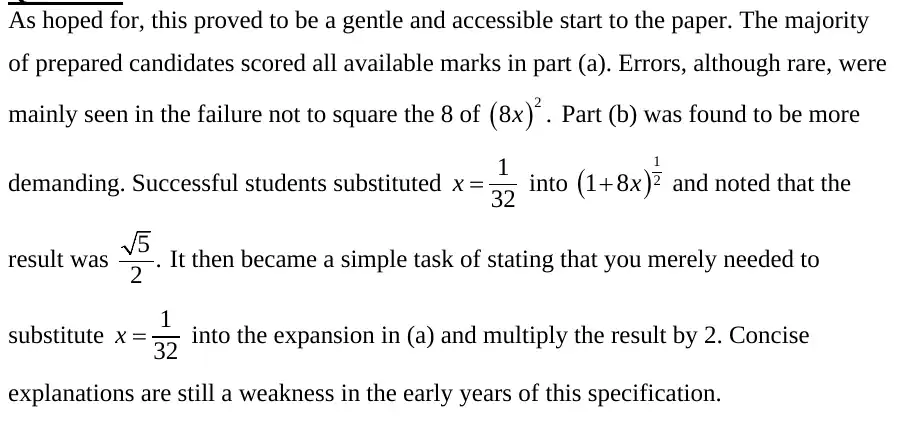 As hoped for, this proved to be a gentle and accessible start to the paper. The majority
of prepared candidates scored all available marks in part (a). Errors, although rare, were
mainly seen in the failure not to square the 8 of (8x)². Part (b) was found to be more
demanding. Successful students substituted x = 1/32 into (1+8x)^(1/2) and noted that the
result was √5/2. It then became a simple task of stating that you merely needed to
substitute x = 1/32 into the expansion in (a) and multiply the result by 2. Concise
explanations are still a weakness in the early years of this specification.